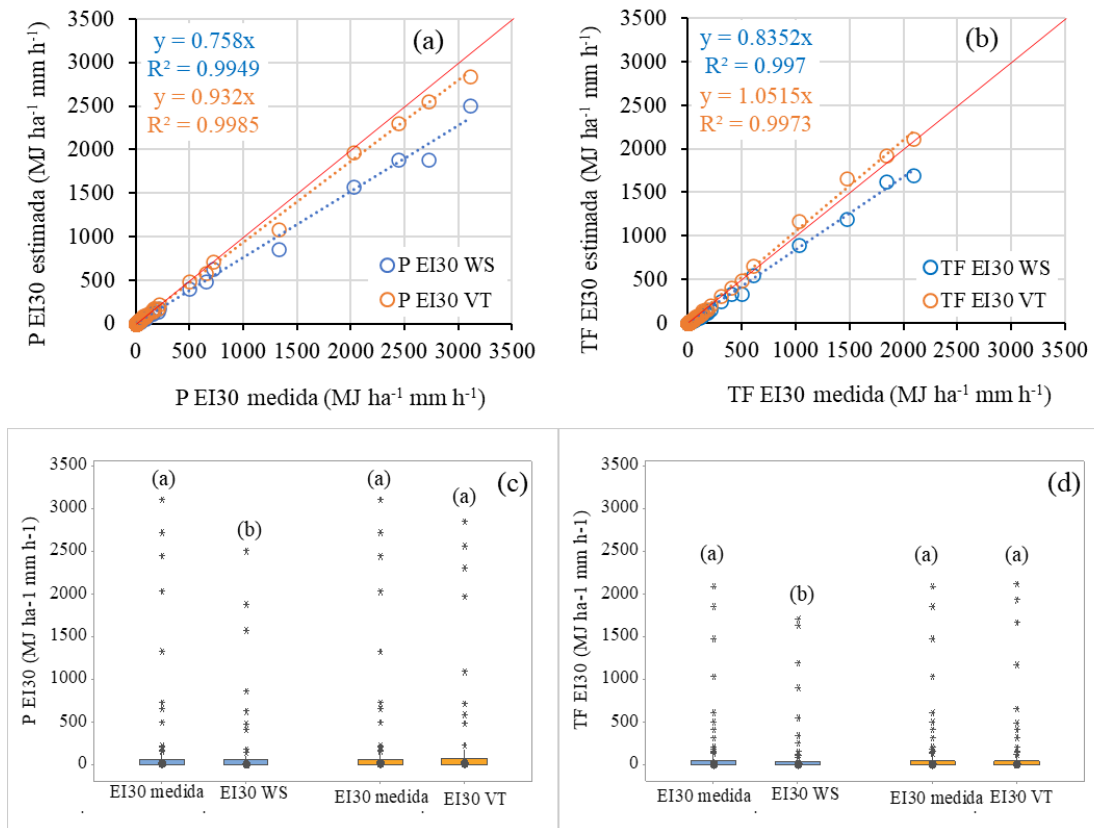 (a)
y = 0.758x
R² = 0.9949
y = 0.932x
R² = 0.9985
P EI30 estimada (MJ ha⁻¹ mm h⁻¹)
3500
3000
2500
2000
1500
1000
500
0
P EI30 WS
P EI30 VT
0 500 1000 1500 2000 2500 3000 3500
P EI30 medida (MJ ha⁻¹ mm h⁻¹)
(b)
y = 0.8352x
R² = 0.997
y = 1.0515x
R² = 0.9973
TF EI30 estimada (MJ ha⁻¹ mm h⁻¹)
3500
3000
2500
2000
1500
1000
500
0
TF EI30 WS
TF EI30 VT
0 500 1000 1500 2000 2500 3000 3500
TF EI30 medida (MJ ha⁻¹ mm h⁻¹)
(c)
P EI30 (MJ ha-1 mm h-1)
3500
3000
2500
2000
1500
1000
500
0
(a)
(b)
(a)
(a)
EI30 medida EI30 WS EI30 medida EI30 VT
(d)
TF EI30 (MJ ha-1 mm h-1)
3500
3000
2500
2000
1500
1000
500
0
(a)
(b)
(a)
(a)
EI30 medida EI30 WS EI30 medida EI30 VT